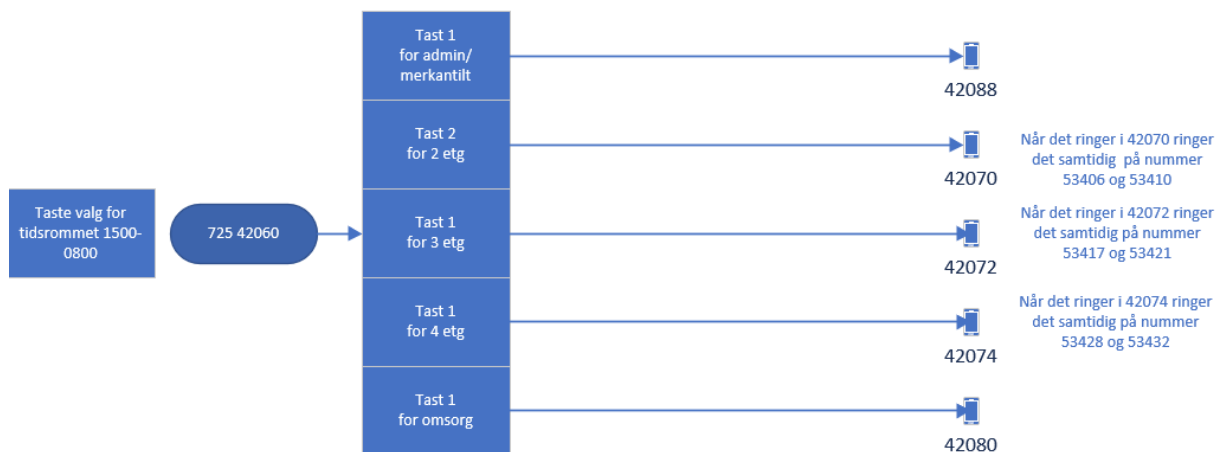 Taste valg for
tidsrommet 1500-
0800
725 42060
Tast 1
for admin/
merkantilt
42088
Tast 2
for 2 etg
42070
Når det ringer i 42070 ringer
det samtidig på nummer
53406 og 53410
Tast 1
for 3 etg
42072
Når det ringer i 42072 ringer
det samtidig på nummer
53417 og 53421
Tast 1
for 4 etg
42074
Når det ringer i 42074 ringer
det samtidig på nummer
53428 og 53432
Tast 1
for omsorg
42080